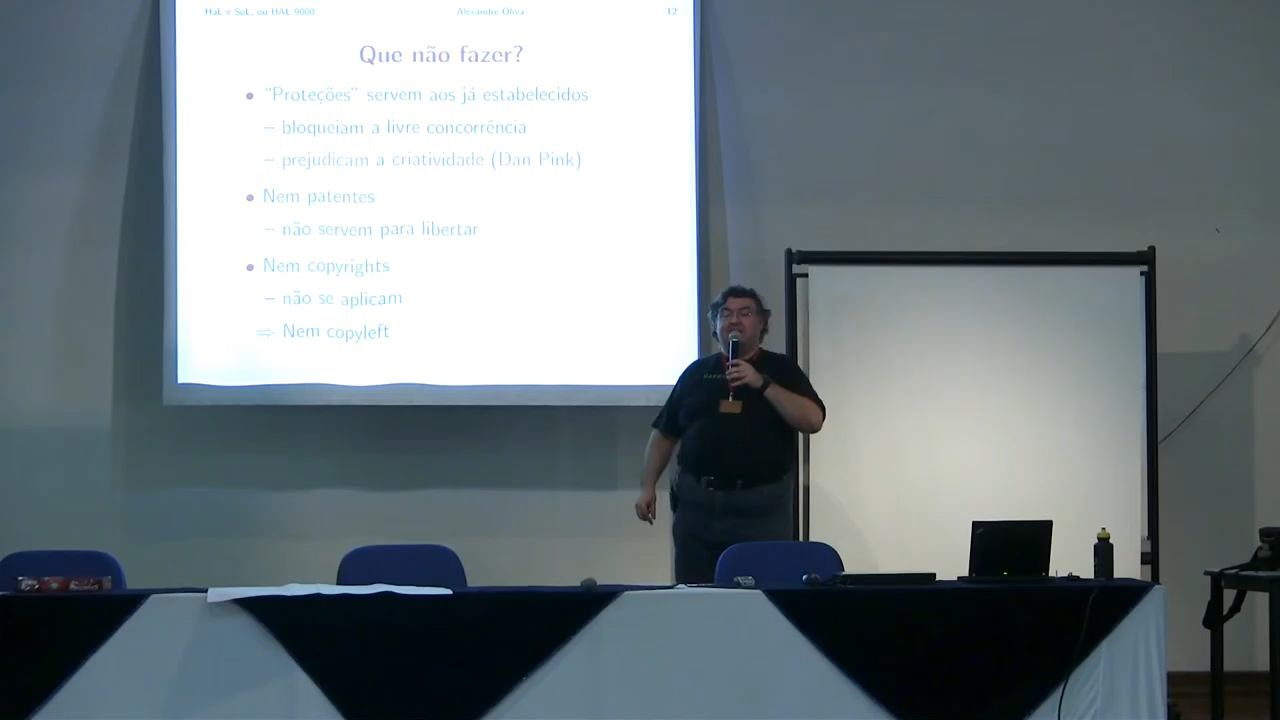 HaL e SoL, ou HAL 9000 Alexandre Oliva 12
Que não fazer?
• “Proteções” servem aos já estabelecidos
– bloqueiam a livre concorrência
– prejudicam a criatividade (Dan Pink)
• Nem patentes
– não servem para libertar
• Nem copyrights
– não se aplicam
⇒ Nem copyleft